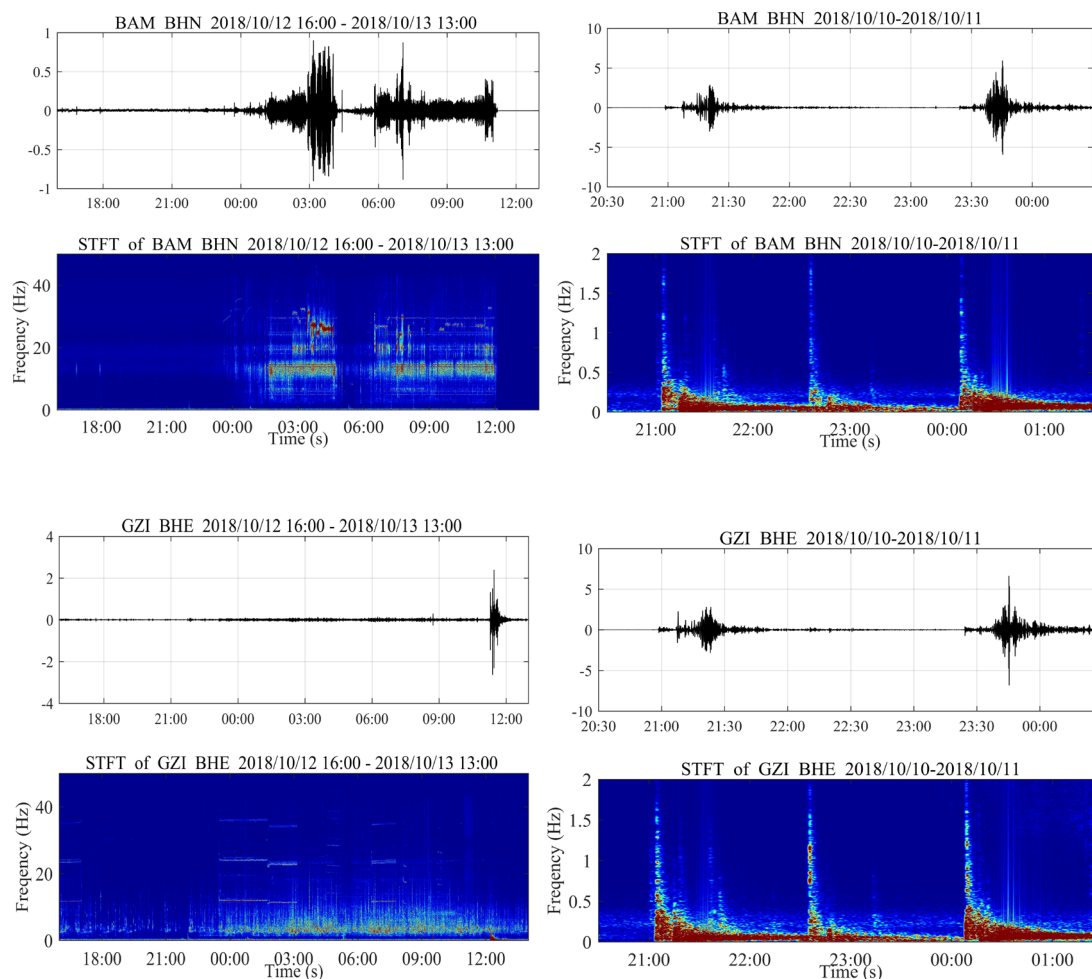 BAM BHN 2018/10/12 16:00 - 2018/10/13 13:00
1
0.5
0
-0.5
-1
18:00 21:00 00:00 03:00 06:00 09:00 12:00
STFT of BAM BHN 2018/10/12 16:00 - 2018/10/13 13:00
Freqency (Hz)
40
20
0
18:00 21:00 00:00 03:00 06:00 09:00 12:00
Time (s)
BAM BHN 2018/10/10-2018/10/11
10
5
0
-5
-10
20:30 21:00 21:30 22:00 22:30 23:00 23:30 00:00
STFT of BAM BHN 2018/10/10-2018/10/11
Freqency (Hz)
2
1.5
1
0.5
0
21:00 22:00 23:00 00:00 01:00
Time (s)
GZI BHE 2018/10/12 16:00 - 2018/10/13 13:00
4
2
0
-2
-4
18:00 21:00 00:00 03:00 06:00 09:00 12:00
STFT of GZI BHE 2018/10/12 16:00 - 2018/10/13 13:00
Freqency (Hz)
40
20
0
18:00 21:00 00:00 03:00 06:00 09:00 12:00
Time (s)
GZI BHE 2018/10/10-2018/10/11
10
5
0
-5
-10
20:30 21:00 21:30 22:00 22:30 23:00 23:30 00:00
STFT of GZI BHE 2018/10/10-2018/10/11
Freqency (Hz)
2
1.5
1
0.5
0
21:00 22:00 23:00 00:00 01:00
Time (s)